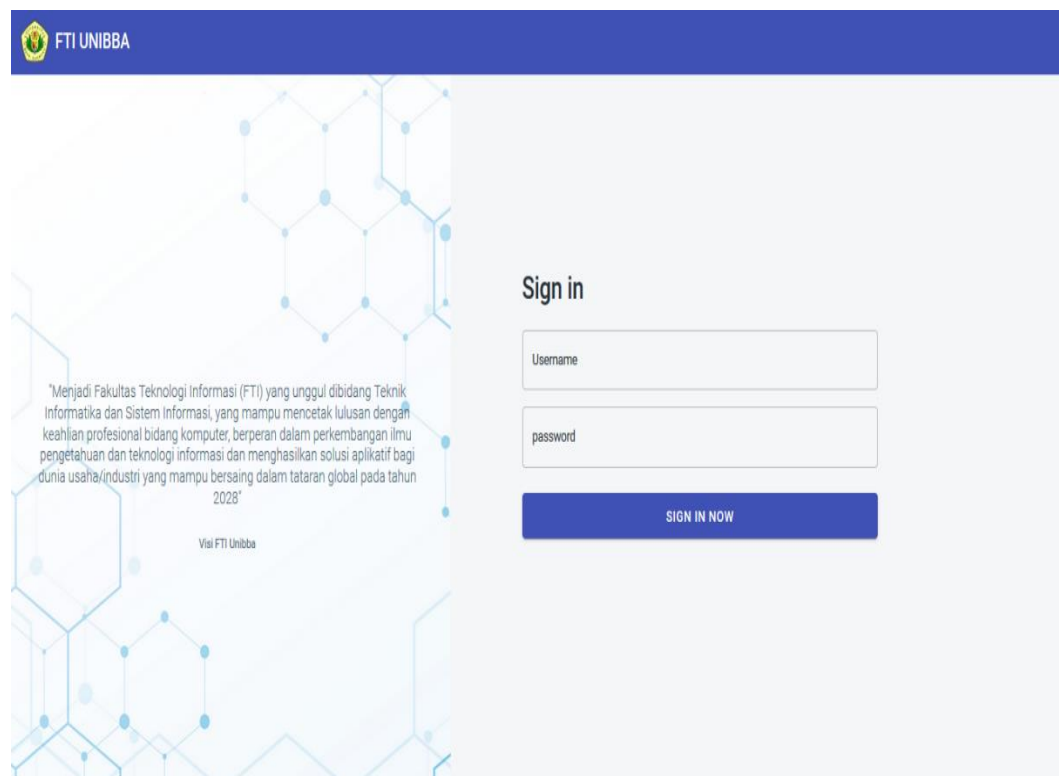 FTI UNIBBA
"Menjadi Fakultas Teknologi Informasi (FTI) yang unggul dibidang Teknik
Informatika dan Sistem Informasi, yang mampu mencetak lulusan dengan
keahlian profesional bidang komputer, berperan dalam perkembangan ilmu
pengetahuan dan teknologi informasi dan menghasilkan solusi aplikatif bagi
dunia usaha/industri yang mampu bersaing dalam tataran global pada tahun
2028"
Visi FTI Unibba
Sign in
Username
password
SIGN IN NOW